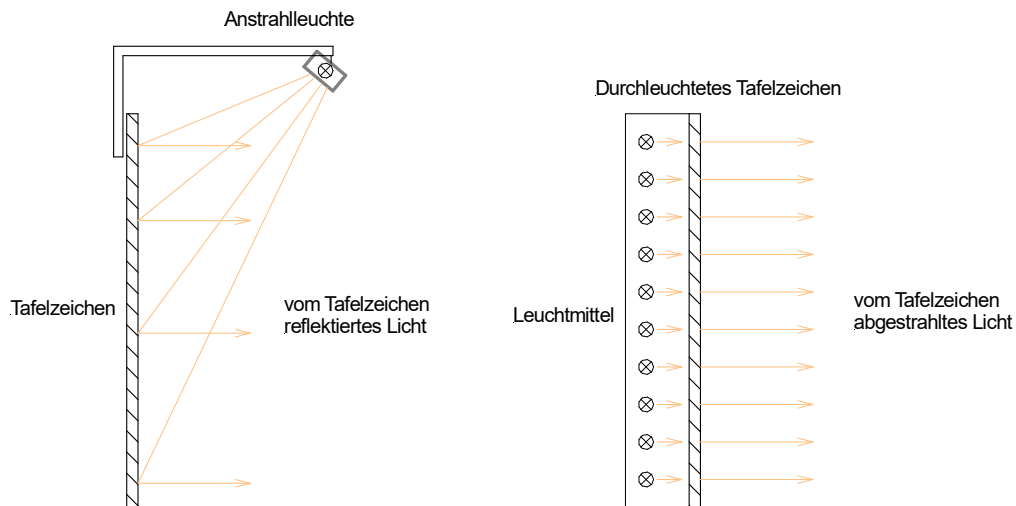 Anstrahlleuchte
Tafelzeichen
vom Tafelzeichen
reflektiertes Licht
Durchleuchtetes Tafelzeichen
Leuchtmittel
vom Tafelzeichen
abgestrahltes Licht